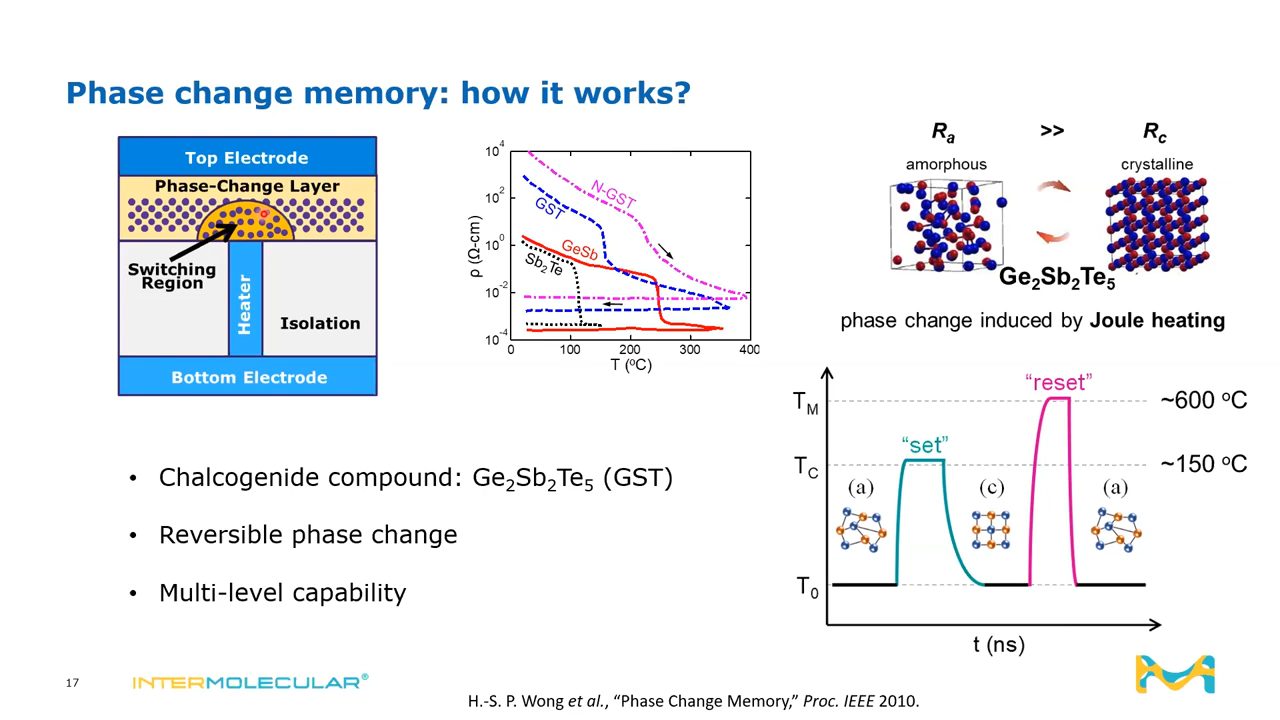 Phase change memory: how it works?
Top Electrode
Phase-Change Layer
Switching
Region
Heater
Isolation
Bottom Electrode
ρ (Ω-cm)
10⁴
10²
10⁰
10⁻²
10⁻⁴
N-GST
GST
GeSb
Sb₂Te
0 100 200 300 400
T (ºC)
Rₐ >> R꜀
amorphous crystalline
Ge₂Sb₂Te₅
phase change induced by Joule heating
“reset”
T_M ~600 ºC
“set”
T_C ~150 ºC
(a) (c) (a)
T₀
t (ns)
• Chalcogenide compound: Ge₂Sb₂Te₅ (GST)
• Reversible phase change
• Multi-level capability
17 INTERMOLECULAR®
H.-S. P. Wong et al., “Phase Change Memory,” Proc. IEEE 2010.